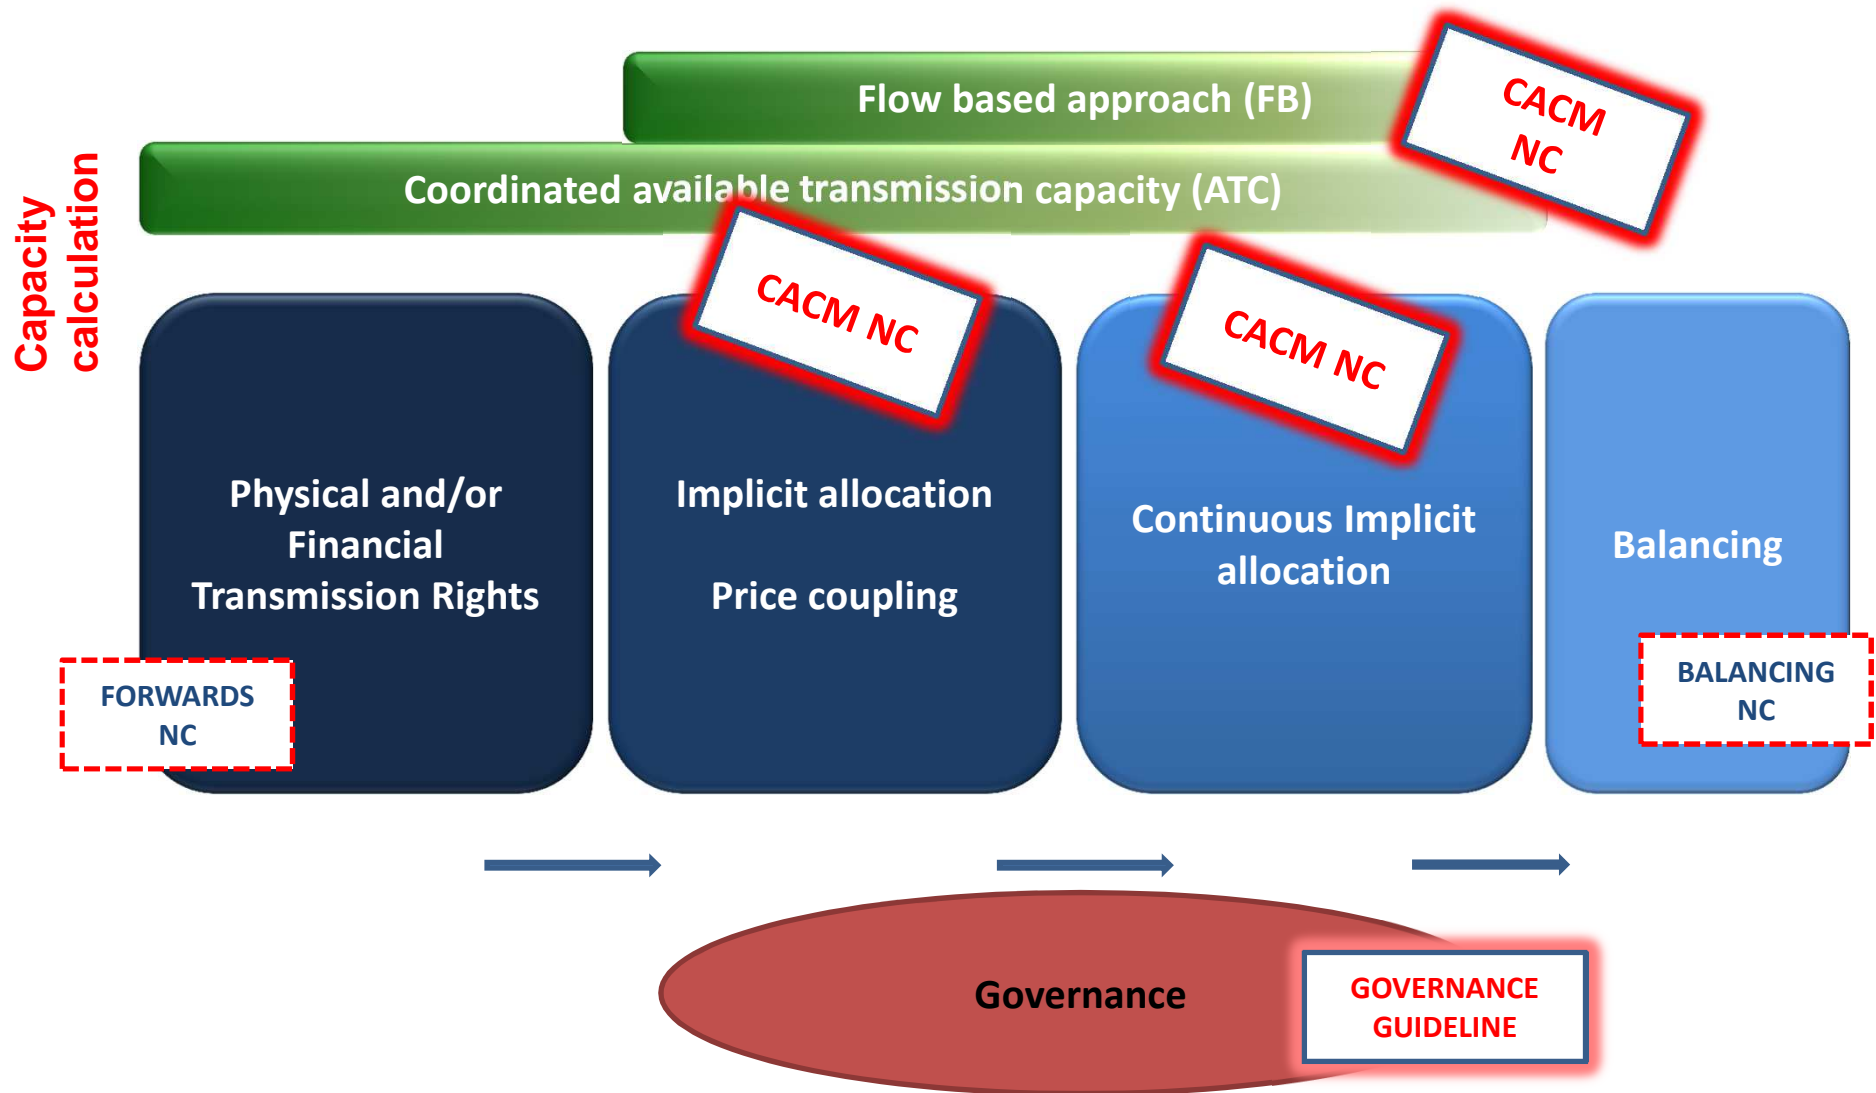 Capacity
calculation
Flow based approach (FB)
CACM
NC
Coordinated available transmission capacity (ATC)
CACM NC
CACM NC
Physical and/or
Financial
Transmission Rights
Implicit allocation
Price coupling
Continuous Implicit
allocation
Balancing
FORWARDS
NC
BALANCING
NC
Governance
GOVERNANCE
GUIDELINE